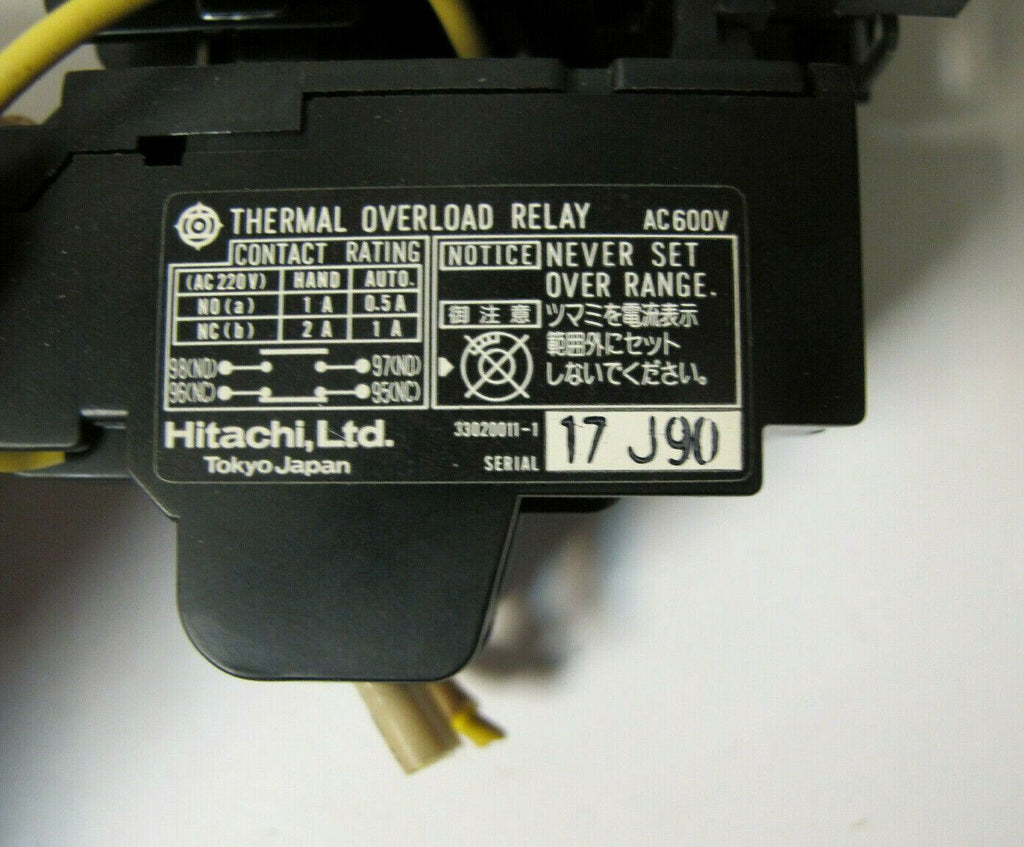 THERMAL OVERLOAD RELAY AC600V
CONTACT RATING
(AC 220V) HAND AUTO.
NO(a) 1 A 0.5 A
NC(b) 2 A 1 A
98(NO) 97(NO)
96(NC) 95(NC)
NOTICE NEVER SET
OVER RANGE.
御注意 ツマミを電流表示
範囲外にセット
しないでください。
Hitachi,Ltd. 33020011-1
Tokyo Japan SERIAL 17 J90